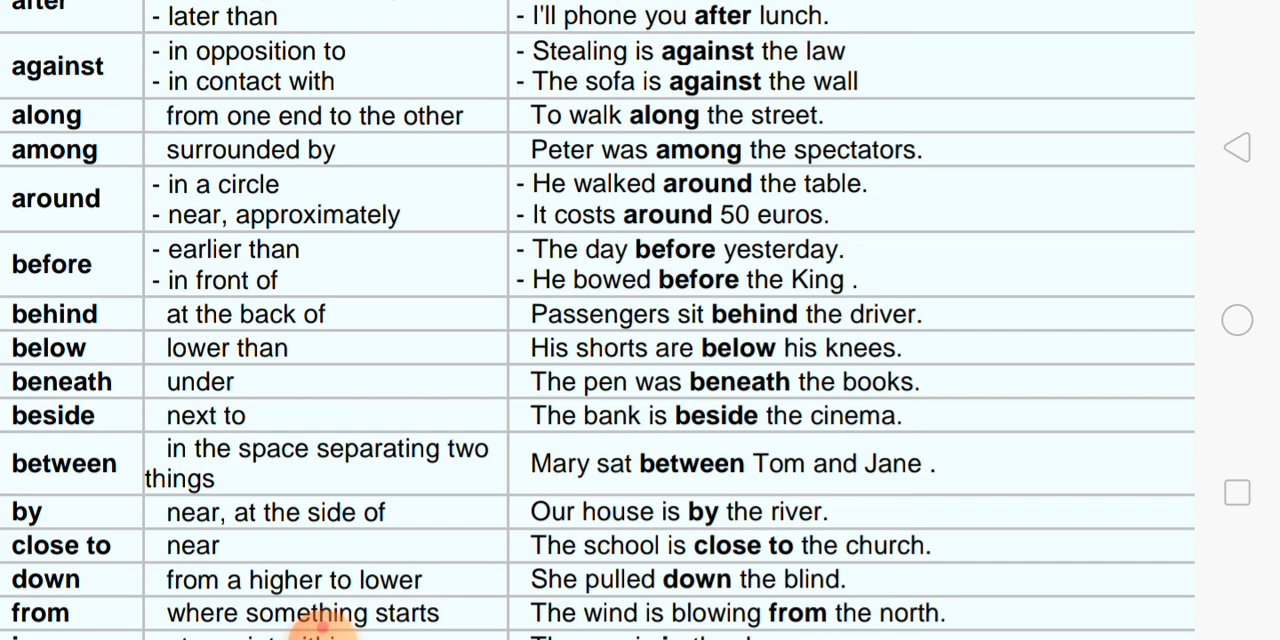 after
- later than
- I'll phone you after lunch.
against
- in opposition to
- in contact with
- Stealing is against the law
- The sofa is against the wall
along
from one end to the other
To walk along the street.
among
surrounded by
Peter was among the spectators.
around
- in a circle
- near, approximately
- He walked around the table.
- It costs around 50 euros.
before
- earlier than
- in front of
- The day before yesterday.
- He bowed before the King .
behind
at the back of
Passengers sit behind the driver.
below
lower than
His shorts are below his knees.
beneath
under
The pen was beneath the books.
beside
next to
The bank is beside the cinema.
between
in the space separating two
things
Mary sat between Tom and Jane .
by
near, at the side of
Our house is by the river.
close to
near
The school is close to the church.
down
from a higher to lower
She pulled down the blind.
from
where something starts
The wind is blowing from the north.